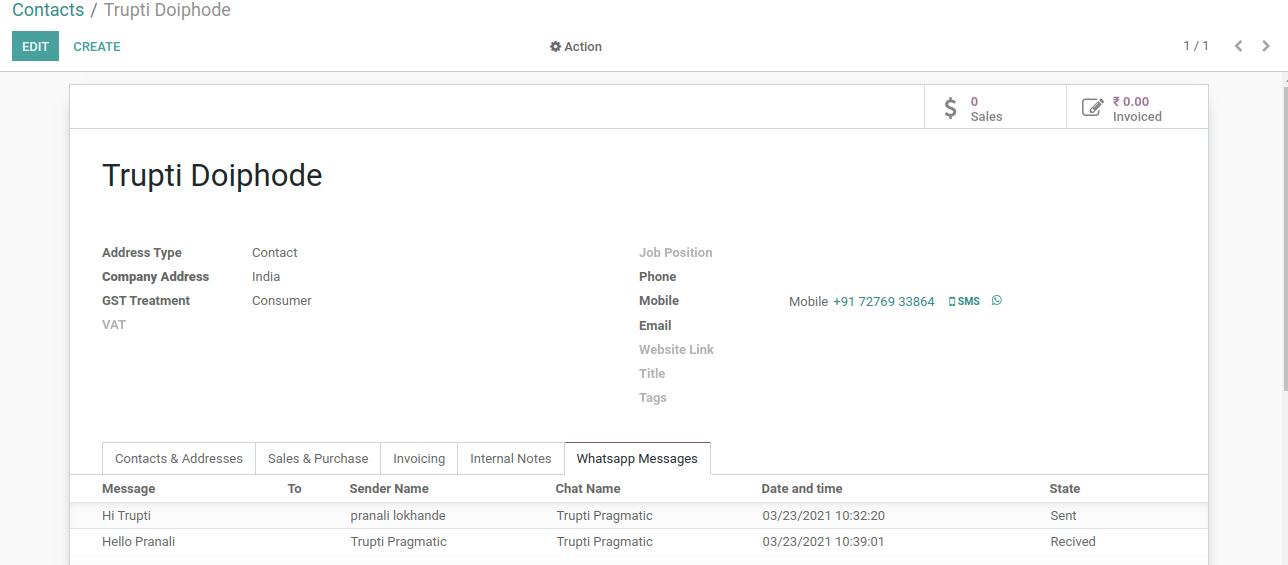 Contacts / Trupti Doiphode
EDIT CREATE Action 1 / 1
0
Sales
₹ 0.00
Invoiced
Trupti Doiphode
Address Type Contact
Company Address India
GST Treatment Consumer
VAT
Job Position
Phone
Mobile Mobile +91 72769 33864 SMS
Email
Website Link
Title
Tags
Contacts & Addresses Sales & Purchase Invoicing Internal Notes Whatsapp Messages
Message To Sender Name Chat Name Date and time State
Hi Trupti pranali lokhande Trupti Pragmatic 03/23/2021 10:32:20 Sent
Hello Pranali Trupti Pragmatic Trupti Pragmatic 03/23/2021 10:39:01 Recived